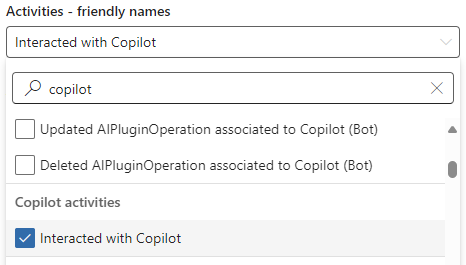 Activities - friendly names
Interacted with Copilot
copilot
Updated AIPluginOperation associated to Copilot (Bot)
Deleted AIPluginOperation associated to Copilot (Bot)
Copilot activities
Interacted with Copilot